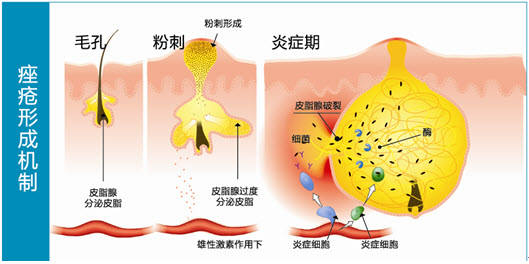 痤疮形成机制
毛孔
皮脂腺
分泌皮脂
粉刺
粉刺形成
皮脂腺过度
分泌皮脂
雄性激素作用下
炎症期
皮脂腺破裂
细菌
酶
炎症细胞
炎症细胞